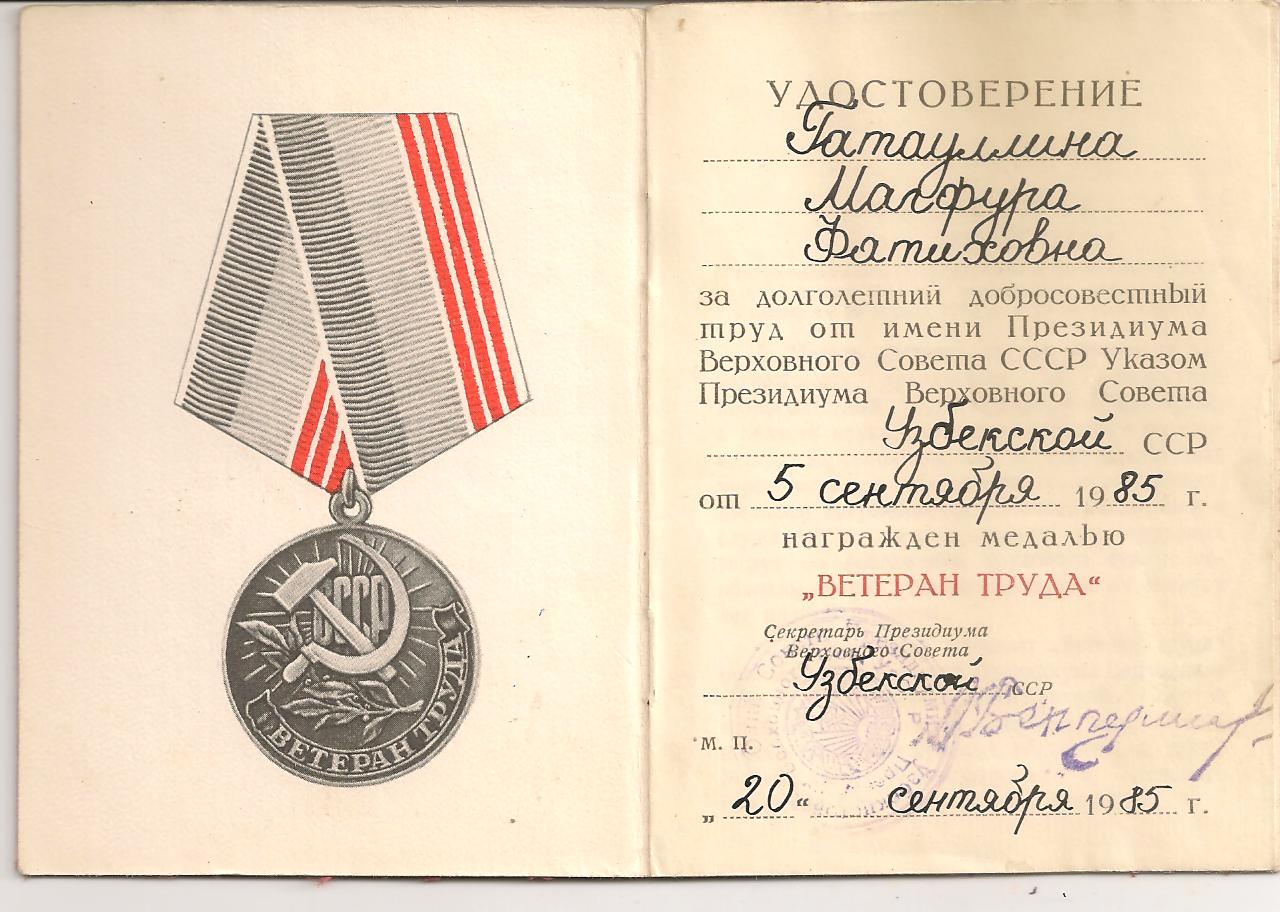 СССР
ВЕТЕРАН ТРУДА
УДОСТОВЕРЕНИЕ
Гатауллина
Магфура
Фатиховна
за долголетний добросовестный
труд от имени Президиума
Верховного Совета СССР Указом
Президиума Верховного Совета
Узбекской ССР
от 5 сентября 1985 г.
награжден медалью
„ВЕТЕРАН ТРУДА“
Секретарь Президиума
Верховного Совета
Узбекской ССР
М. П.
„20“ сентября 1985 г.